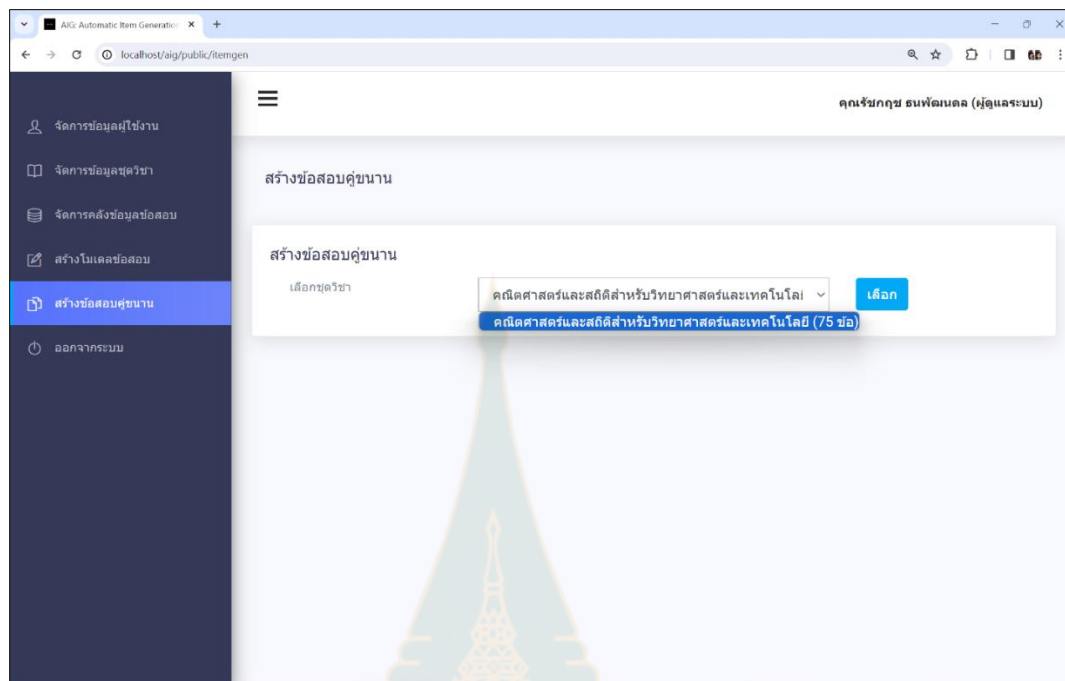 AIG: Automatic Item Generatio
localhost/aig/public/itemgen
คุณรัชกฤช ธนพัฒนดล (ผู้ดูแลระบบ)
จัดการข้อมูลผู้ใช้งาน
จัดการข้อมูลชุดวิชา
จัดการคลังข้อมูลข้อสอบ
สร้างโมเดลข้อสอบ
สร้างข้อสอบคู่ขนาน
ออกจากระบบ
สร้างข้อสอบคู่ขนาน
สร้างข้อสอบคู่ขนาน
เลือกชุดวิชา
คณิตศาสตร์และสถิติสำหรับวิทยาศาสตร์และเทคโนโลยี
เลือก
คณิตศาสตร์และสถิติสำหรับวิทยาศาสตร์และเทคโนโลยี (75 ข้อ)